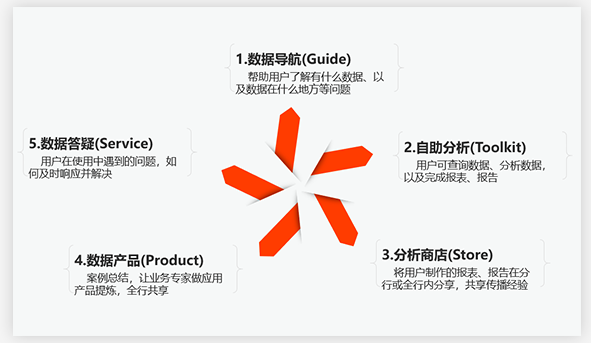 1.数据导航(Guide)
帮助用户了解有什么数据、以
及数据在什么地方等问题
2.自助分析(Toolkit)
用户可查询数据、分析数据，
以及完成报表、报告
3.分析商店(Store)
将用户制作的报表、报告在分
行或全行内分享，共享传播经验
4.数据产品(Product)
案例总结，让业务专家做应用
产品提炼，全行共享
5.数据答疑(Service)
用户在使用中遇到的问题，如
何及时响应并解决